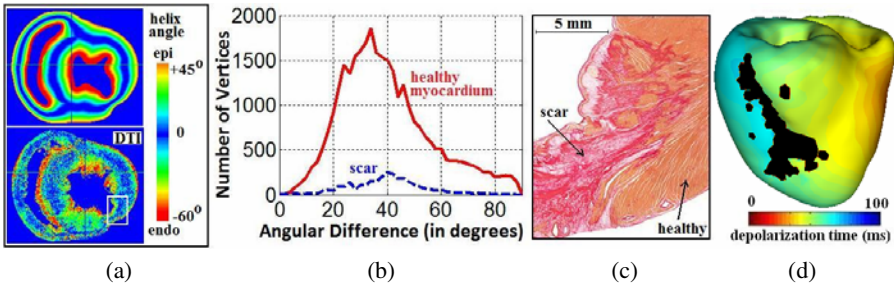 helix
angle
epi
+45°
0
-60°
endo
DTI
(a)
Number of Vertices
2000
1500
1000
500
0
0 20 40 60 80
Angular Difference (in degrees)
healthy
myocardium
scar
(b)
5 mm
scar
healthy
(c)
0 100
depolarization time (ms)
(d)